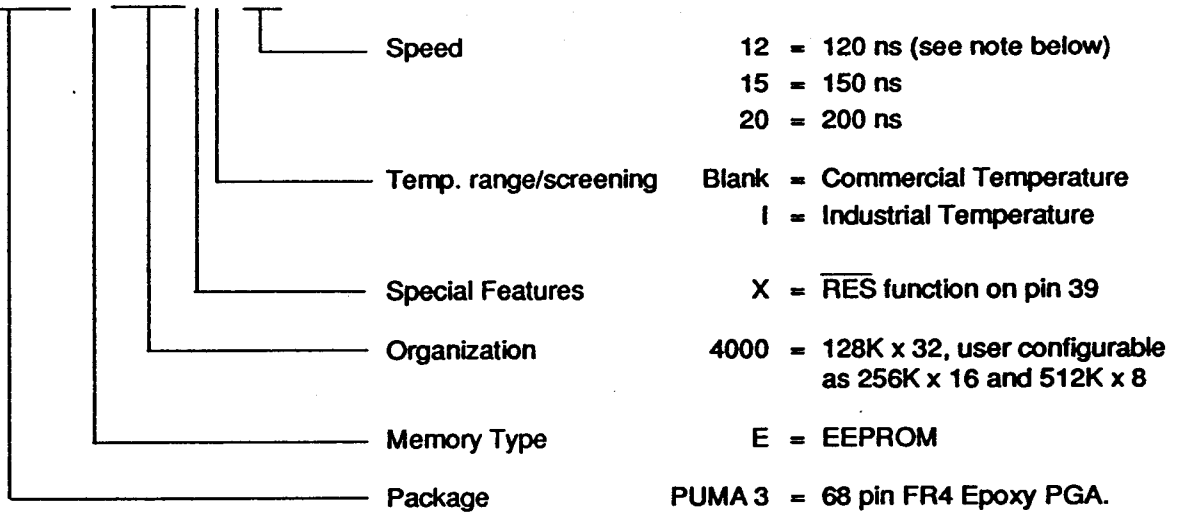 Speed 12 = 120 ns (see note below)
15 = 150 ns
20 = 200 ns
Temp. range/screening Blank = Commercial Temperature
I = Industrial Temperature
Special Features X = RES function on pin 39
Organization 4000 = 128K x 32, user configurable
as 256K x 16 and 512K x 8
Memory Type E = EEPROM
Package PUMA 3 = 68 pin FR4 Epoxy PGA.